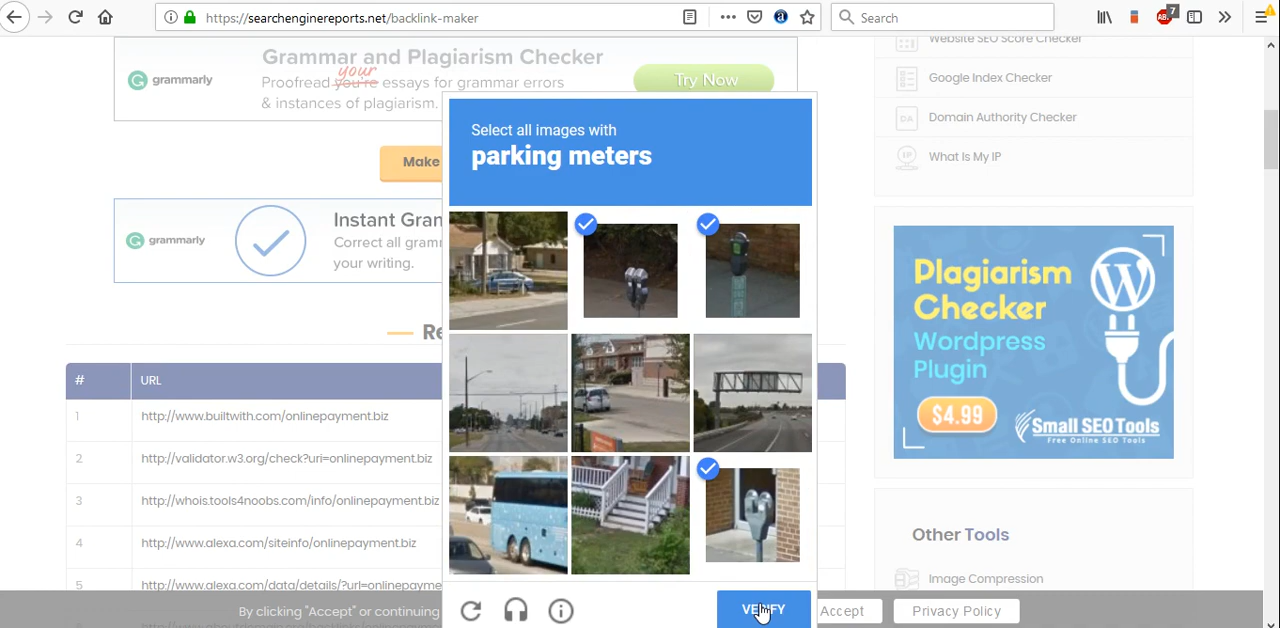 https://searchenginereports.net/backlink-maker
Search
7
Grammar and Plagiarism Checker
grammarly
your
Proofread you're essays for grammar errors
& instances of plagiarism.
Try Now
Make
grammarly
Instant Gran
Correct all gramm
your writing.
Re
# URL
1 http://www.builtwith.com/onlinepayment.biz
2 http://validator.w3.org/check?uri=onlinepayment.biz
3 http://whois.tools4noobs.com/info/onlinepayment.biz
4 http://www.alexa.com/siteinfo/onlinepayment.biz
5 http://www.alexa.com/data/details/?url=onlinepayme
Select all images with
parking meters
VERIFY
By clicking "Accept" or continuing
Accept
Privacy Policy
Website SEO Score Checker
Google Index Checker
DA
Domain Authority Checker
IP
What Is My IP
Plagiarism
Checker
Wordpress
Plugin
$4.99
Small SEO Tools
Free Online SEO Tools
Other Tools
Image Compression